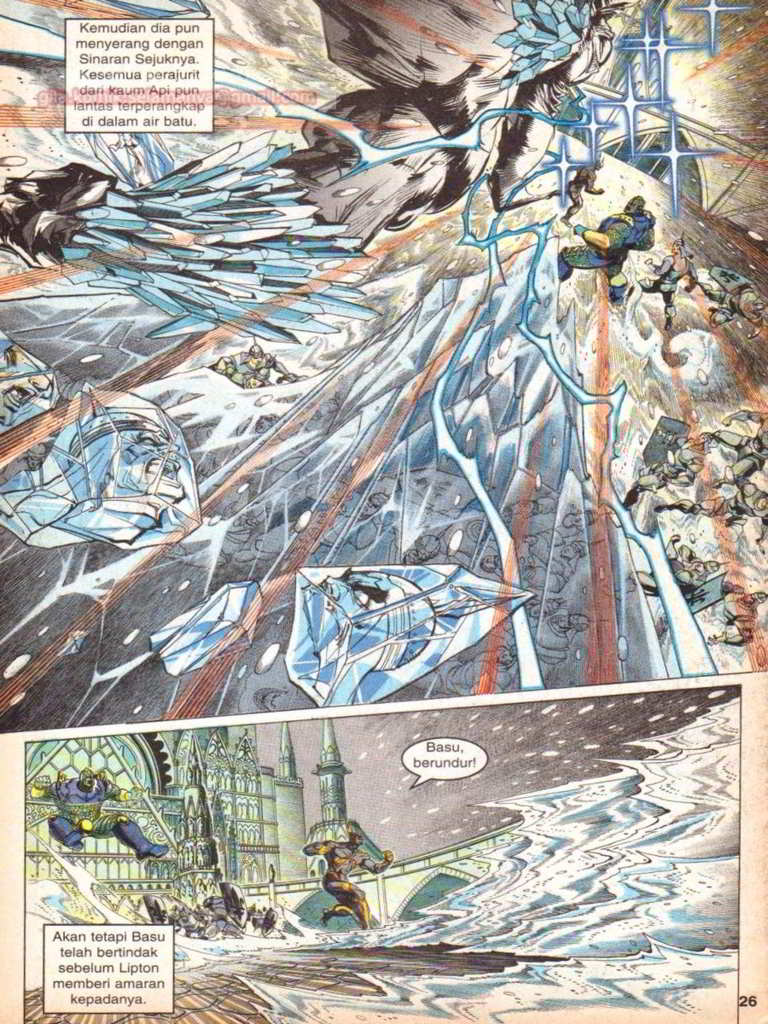 Kemudian dia pun
menyerang dengan
Sinaran Sejuknya.
Kesemua perajurit
dari kaum Api pun
lantas terperangkap
di dalam air batu.
Basu,
berundur!
Akan tetapi Basu
telah bertindak
sebelum Lipton
memberi amaran
kepadanya.
26